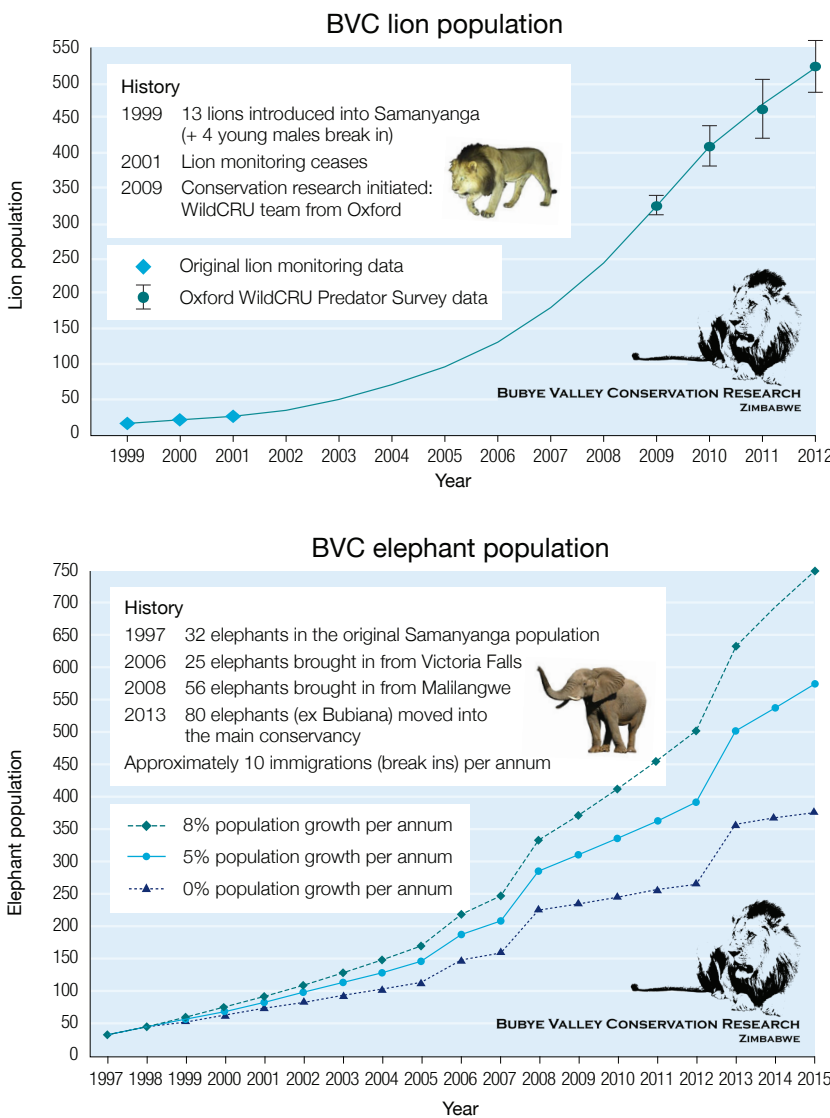 BVC lion population
550
500
450
400
350
300
250
200
150
100
50
0
Lion population
History
1999 13 lions introduced into Samanyanga
(+ 4 young males break in)
2001 Lion monitoring ceases
2009 Conservation research initiated:
WildCRU team from Oxford
Original lion monitoring data
Oxford WildCRU Predator Survey data
BUBYE VALLEY CONSERVATION RESEARCH
ZIMBABWE
1999 2000 2001 2002 2003 2004 2005 2006 2007 2008 2009 2010 2011 2012
Year
BVC elephant population
750
700
650
600
550
500
450
400
350
300
250
200
150
100
50
0
Elephant population
History
1997 32 elephants in the original Samanyanga population
2006 25 elephants brought in from Victoria Falls
2008 56 elephants brought in from Malilangwe
2013 80 elephants (ex Bubiana) moved into
the main conservancy
Approximately 10 immigrations (break ins) per annum
8% population growth per annum
5% population growth per annum
0% population growth per annum
BUBYE VALLEY CONSERVATION RESEARCH
ZIMBABWE
1997 1998 1999 2000 2001 2002 2003 2004 2005 2006 2007 2008 2009 2010 2011 2012 2013 2014 2015
Year